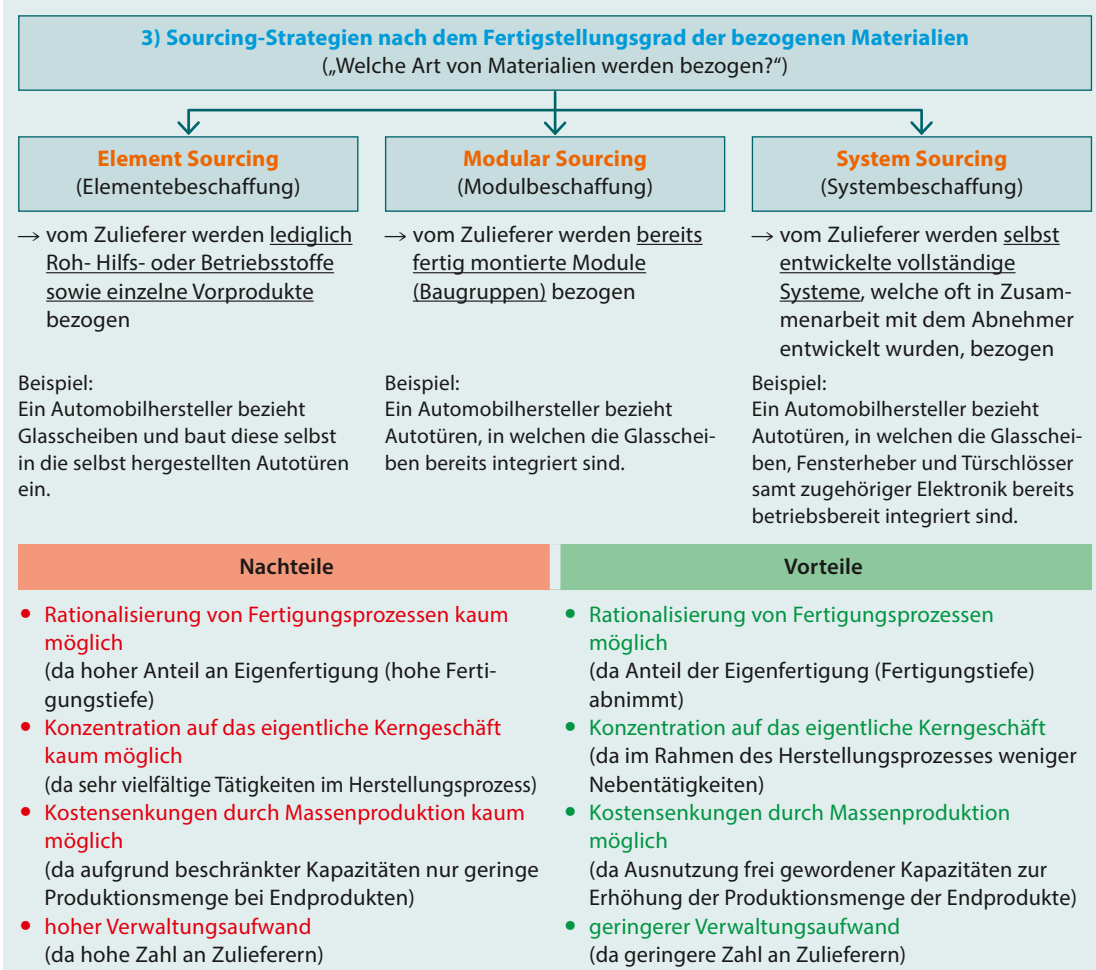 3) Sourcing-Strategien nach dem Fertigstellungsgrad der bezogenen Materialien
(„Welche Art von Materialien werden bezogen?“)
Element Sourcing
(Elementebeschaffung)
Modular Sourcing
(Modulbeschaffung)
System Sourcing
(Systembeschaffung)
→ vom Zulieferer werden lediglich
Roh- Hilfs- oder Betriebsstoffe
sowie einzelne Vorprodukte
bezogen
→ vom Zulieferer werden bereits
fertig montierte Module
(Baugruppen) bezogen
→ vom Zulieferer werden selbst
entwickelte vollständige
Systeme, welche oft in Zusam-
menarbeit mit dem Abnehmer
entwickelt wurden, bezogen
Beispiel:
Ein Automobilhersteller bezieht
Glasscheiben und baut diese selbst
in die selbst hergestellten Autotüren
ein.
Beispiel:
Ein Automobilhersteller bezieht
Autotüren, in welchen die Glasschei-
ben bereits integriert sind.
Beispiel:
Ein Automobilhersteller bezieht
Autotüren, in welchen die Glasschei-
ben, Fensterheber und Türschlösser
samt zugehöriger Elektronik bereits
betriebsbereit integriert sind.
Nachteile
• Rationalisierung von Fertigungsprozessen kaum
möglich
(da hoher Anteil an Eigenfertigung (hohe Ferti-
gungstiefe)
• Konzentration auf das eigentliche Kerngeschäft
kaum möglich
(da sehr vielfältige Tätigkeiten im Herstellungsprozess)
• Kostensenkungen durch Massenproduktion kaum
möglich
(da aufgrund beschränkter Kapazitäten nur geringe
Produktionsmenge bei Endprodukten)
• hoher Verwaltungsaufwand
(da hohe Zahl an Zulieferern)
Vorteile
• Rationalisierung von Fertigungsprozessen
möglich
(da Anteil der Eigenfertigung (Fertigungstiefe)
abnimmt)
• Konzentration auf das eigentliche Kerngeschäft
(da im Rahmen des Herstellungsprozesses weniger
Nebentätigkeiten)
• Kostensenkungen durch Massenproduktion
möglich
(da Ausnutzung frei gewordener Kapazitäten zur
Erhöhung der Produktionsmenge der Endprodukte)
• geringerer Verwaltungsaufwand
(da geringere Zahl an Zulieferern)